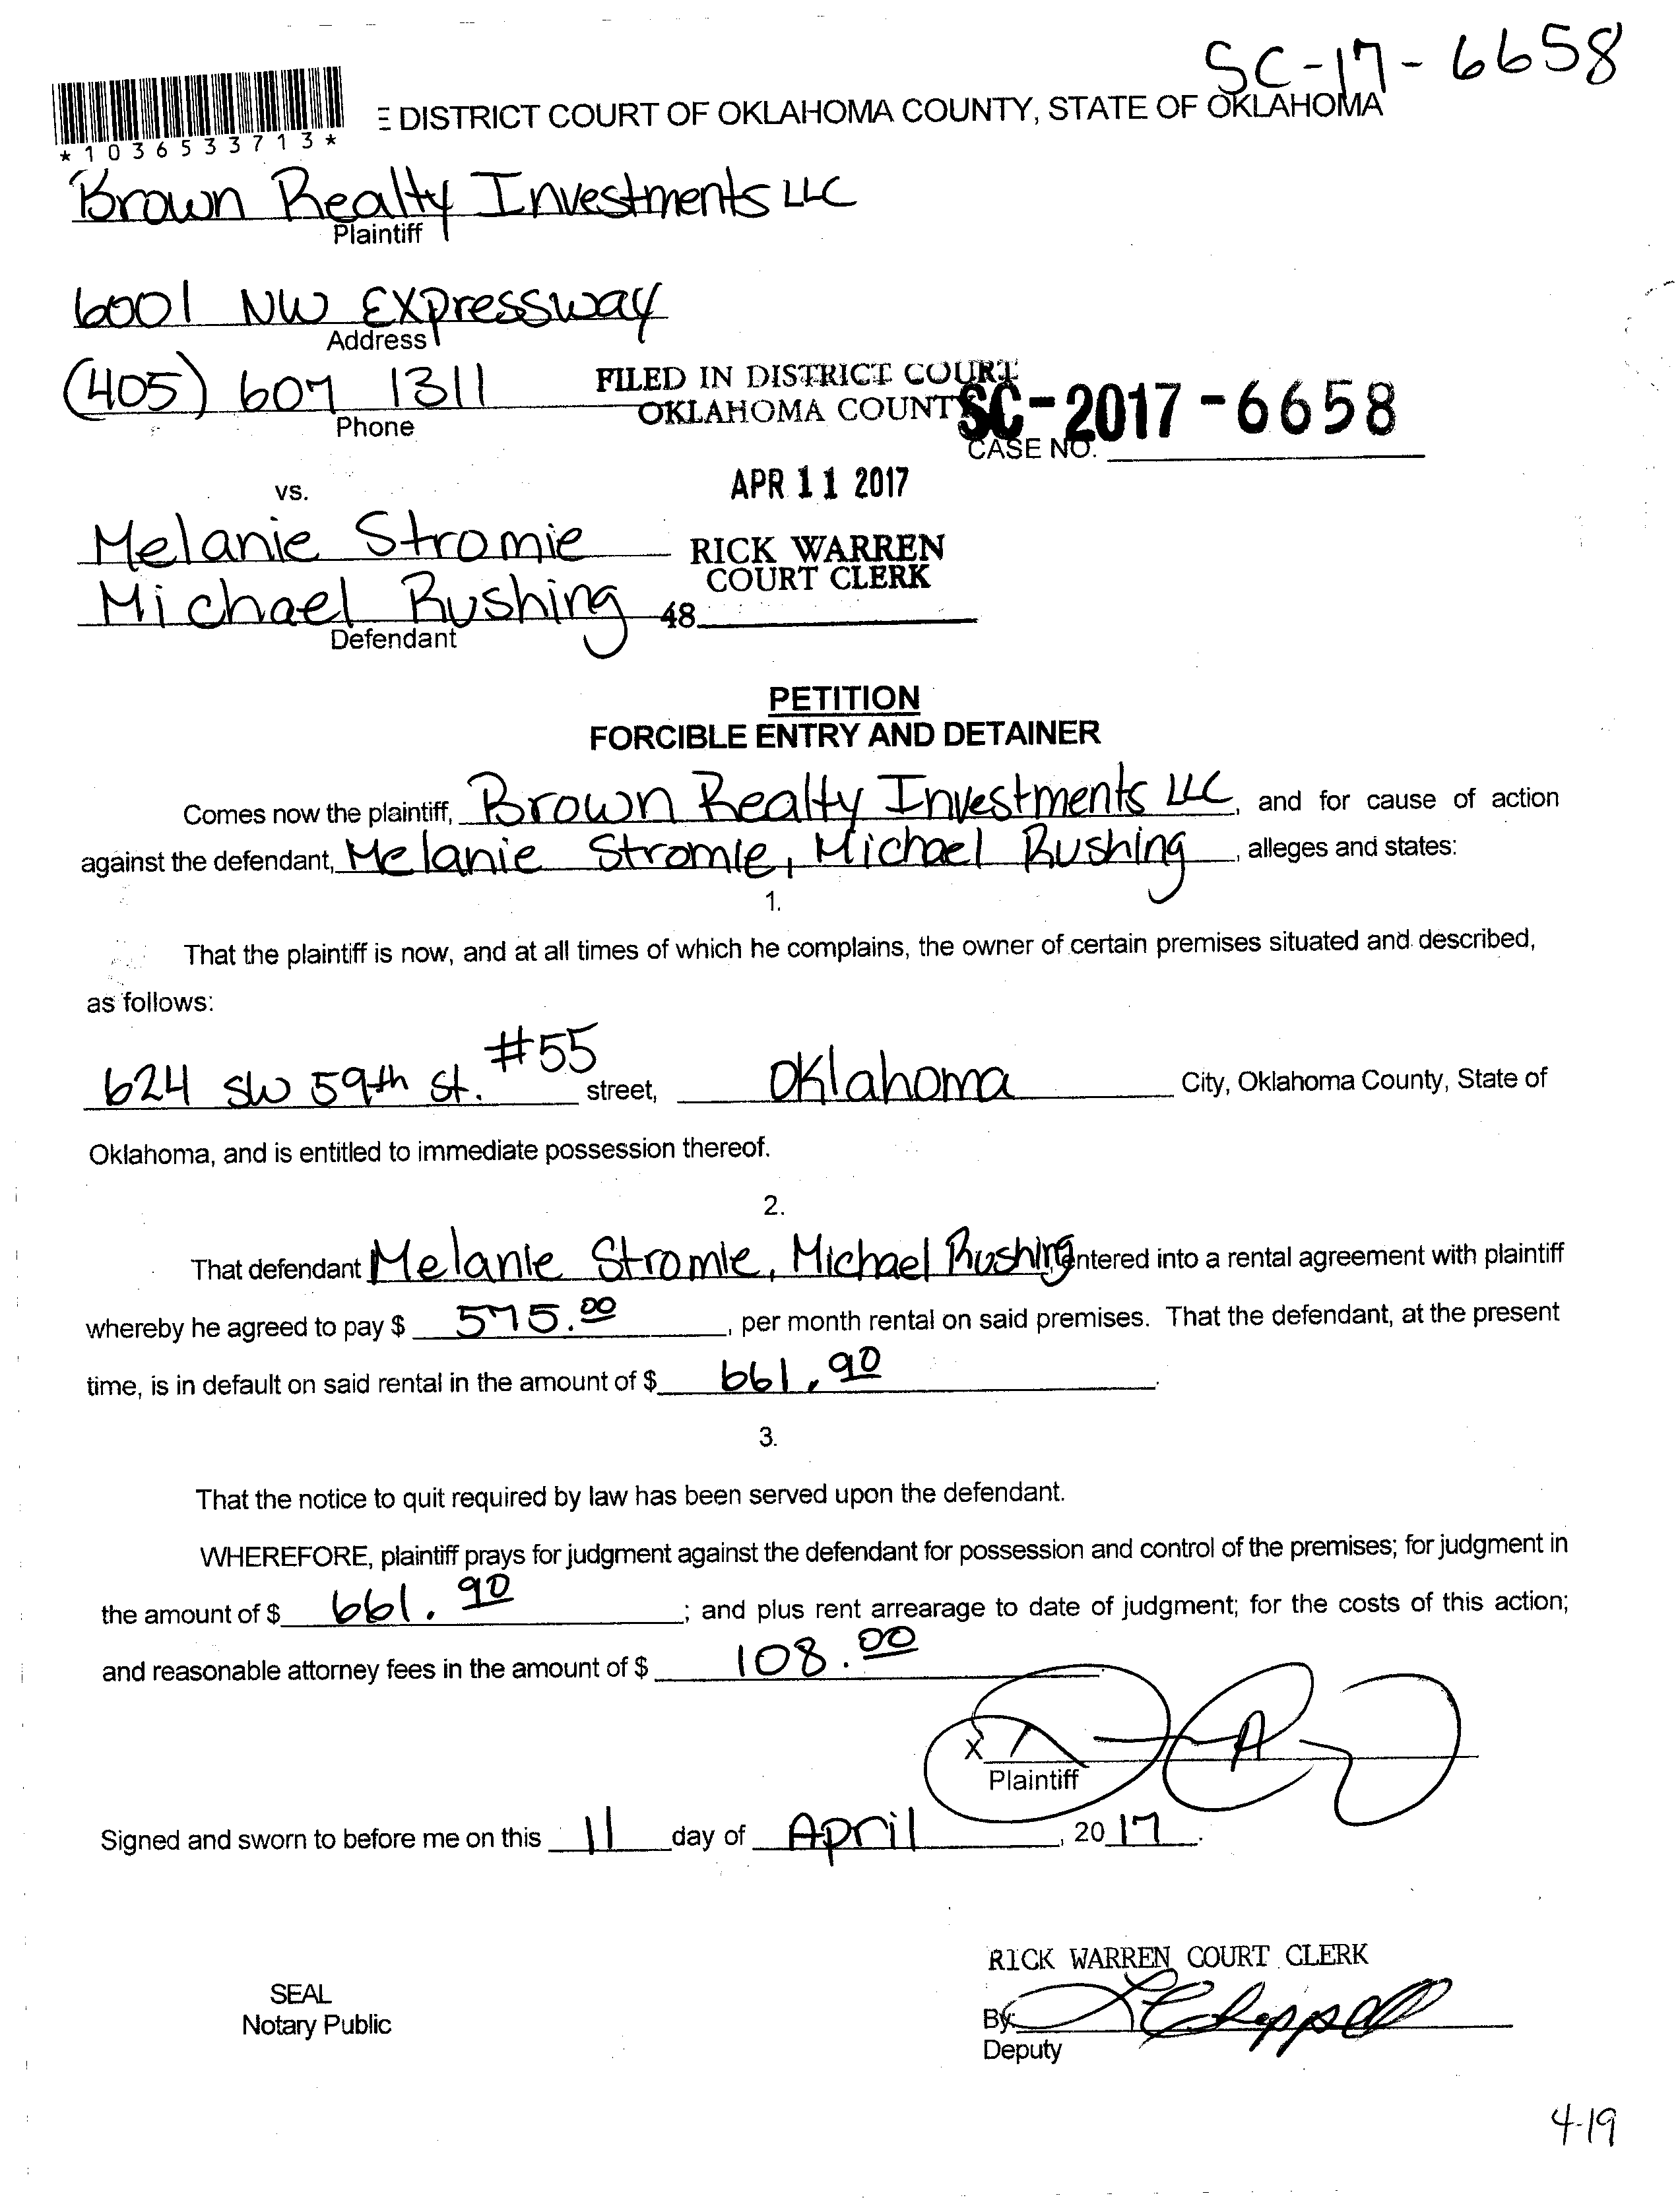 SC-17-6658
E DISTRICT COURT OF OKLAHOMA COUNTY, STATE OF OKLAHOMA
*1036533713*
Brown Realty Investments LLC
Plaintiff
6001 NW Expressway
Address
(405) 607 1311
Phone
FILED IN DISTRICT COURT
OKLAHOMA COUNTY
SC-2017-6658
CASE NO.
APR 11 2017
vs.
Melanie Stromie
RICK WARREN
COURT CLERK
Michael Rushing
48
Defendant
PETITION
FORCIBLE ENTRY AND DETAINER
Comes now the plaintiff, Brown Realty Investments LLC, and for cause of action
against the defendant, Melanie Stromie, Michael Rushing, alleges and states:
1.
That the plaintiff is now, and at all times of which he complains, the owner of certain premises situated and described,
as follows:
624 SW 59th St. #55 street, Oklahoma City, Oklahoma County, State of
Oklahoma, and is entitled to immediate possession thereof.
2.
That defendant Melanie Stromie, Michael Rushing, entered into a rental agreement with plaintiff
whereby he agreed to pay $ 575.00, per month rental on said premises. That the defendant, at the present
time, is in default on said rental in the amount of $ 661.90.
3.
That the notice to quit required by law has been served upon the defendant.
WHEREFORE, plaintiff prays for judgment against the defendant for possession and control of the premises; for judgment in
the amount of $ 661.90; and plus rent arrearage to date of judgment; for the costs of this action;
and reasonable attorney fees in the amount of $ 108.00
X
Plaintiff
Signed and sworn to before me on this 11 day of April, 2017.
RICK WARREN COURT CLERK
SEAL
Notary Public
By:
Deputy
4-19